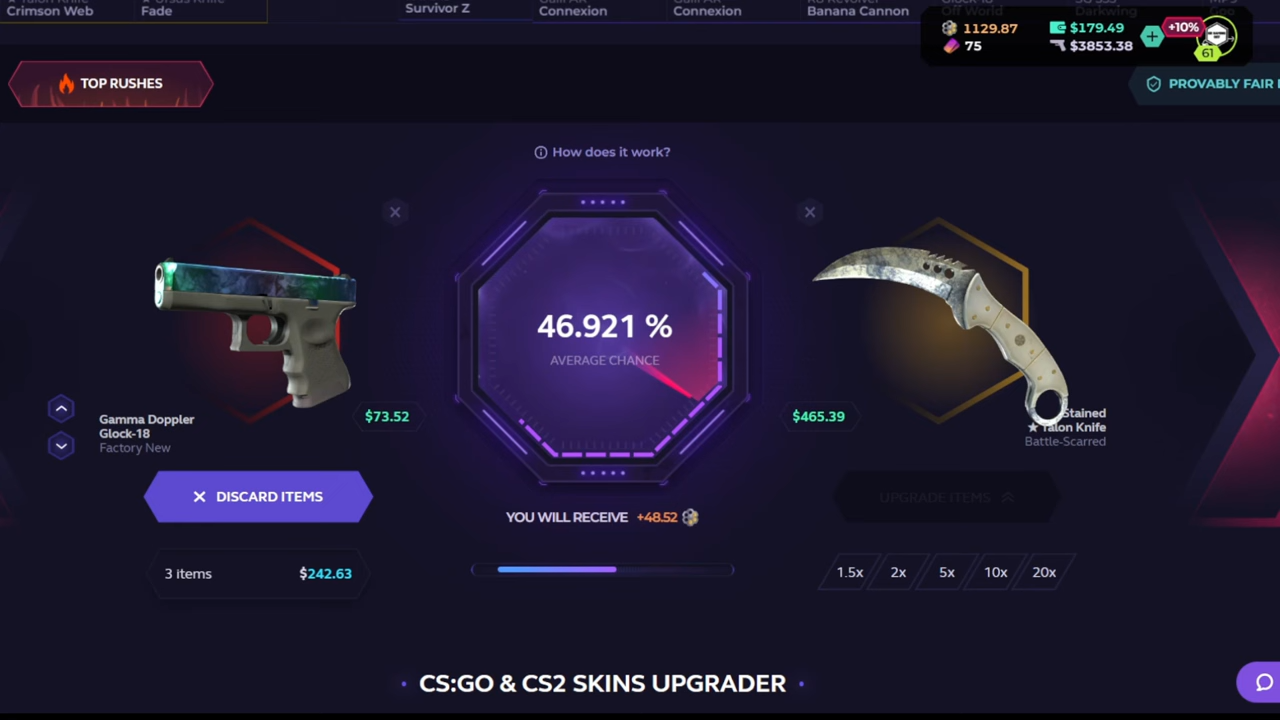 Crimson Web
Fade
Survivor Z
Connexion
Connexion
Banana Cannon
Off World
Darkwing
1129.87
$179.49
+10%
75
$3853.38
61
TOP RUSHES
PROVABLY FAIR
How does it work?
46.921 %
AVERAGE CHANCE
$73.52
$465.39
Gamma Doppler
Glock-18
Factory New
Stained
★ Talon Knife
Battle-Scarred
DISCARD ITEMS
UPGRADE ITEMS
YOU WILL RECEIVE +48.52
3 items
$242.63
1.5x
2x
5x
10x
20x
• CS:GO & CS2 SKINS UPGRADER •